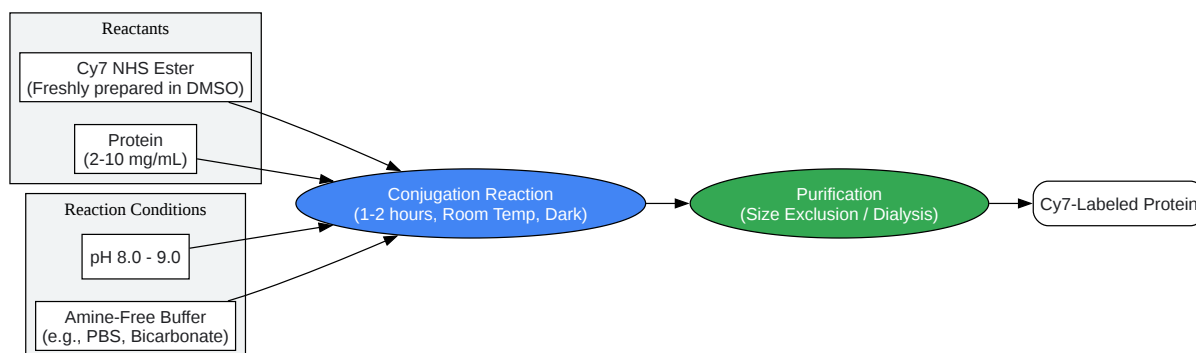 Reactants
Cy7 NHS Ester
(Freshly prepared in DMSO)
Protein
(2-10 mg/mL)
Reaction Conditions
pH 8.0 - 9.0
Amine-Free Buffer
(e.g., PBS, Bicarbonate)
Conjugation Reaction
(1-2 hours, Room Temp, Dark)
Purification
(Size Exclusion / Dialysis)
Cy7-Labeled Protein